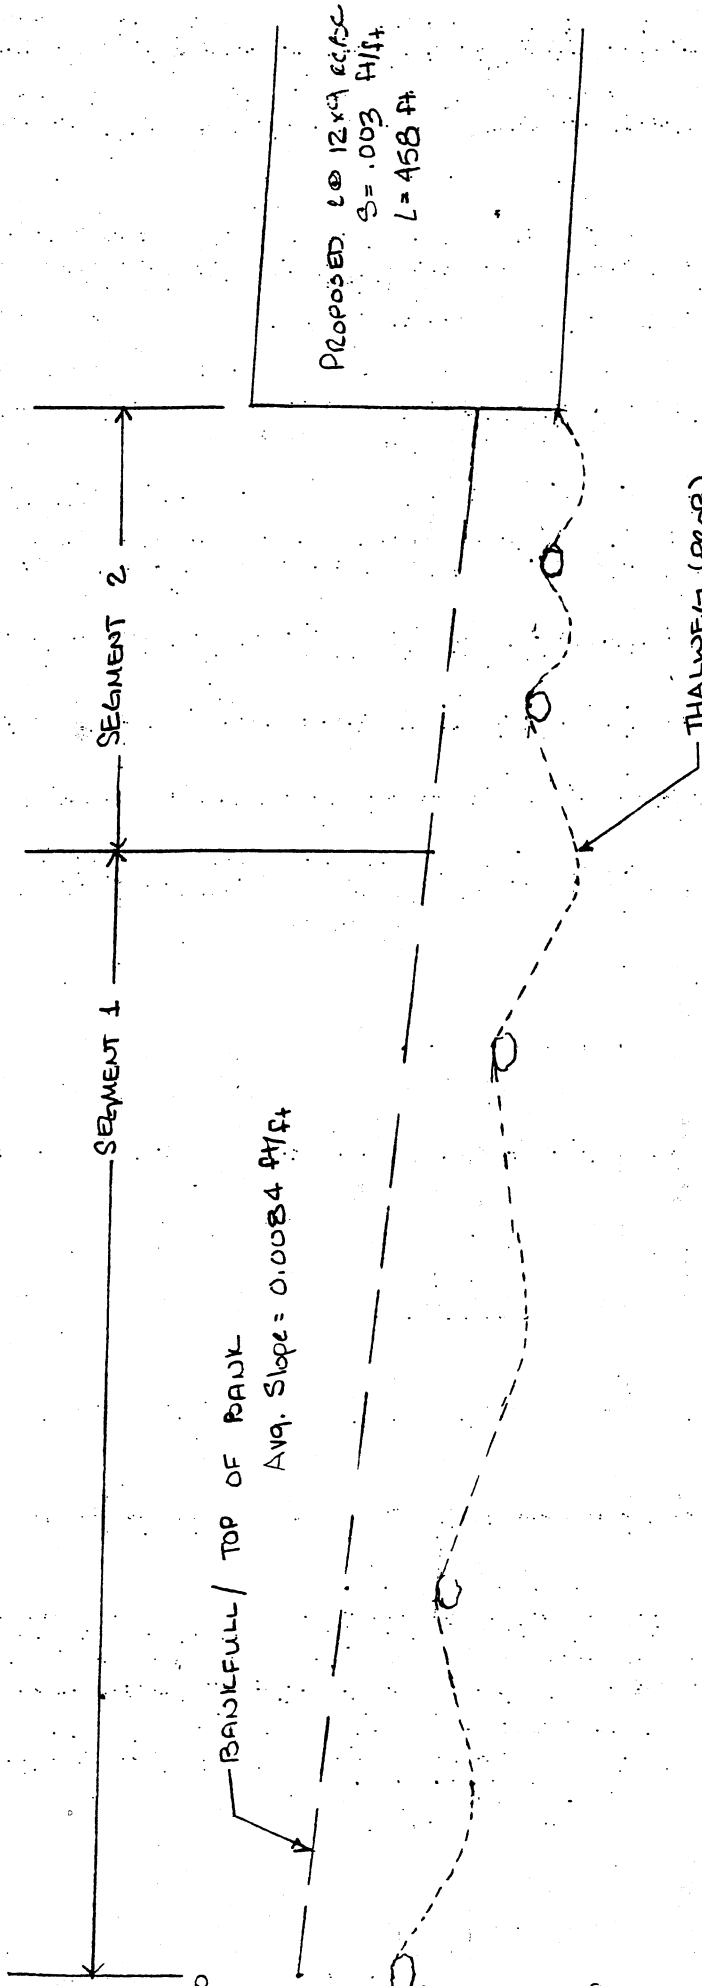 SEGMENT 1
SEGMENT 2
BANKFULL / TOP OF BANK
Avg. Slope = 0.0084 ft/ft
PROPOSED 2@ 12x9 RCBC
S = .003 ft/ft
L = 458 ft
THALWEG (PROP)